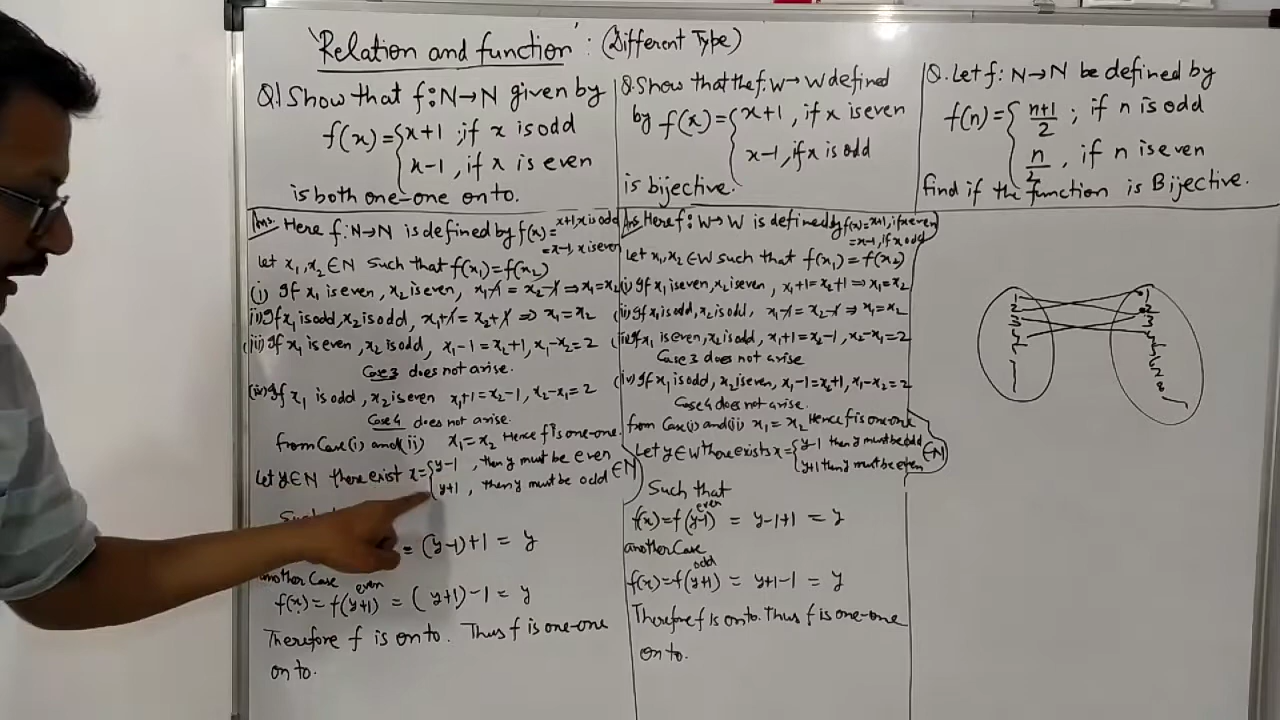 'Relation and function' : (Different Type)
Q.1 Show that f: N→N given by
f(x) = { x+1 ; if x is odd
x-1 , if x is even
is both one-one on to.
Ans. Here f: N→N is defined by f(x) = x+1, x is odd
= x-1, x is even
Let x₁, x₂ ∈ N Such that f(x₁) = f(x₂)
(i) If x₁ is even, x₂ is even, x₁-1 = x₂-1 ⇒ x₁ = x₂
(ii) If x₁ is odd, x₂ is odd, x₁+1 = x₂+1 ⇒ x₁ = x₂
(iii) If x₁ is even, x₂ is odd, x₁-1 = x₂+1, x₁-x₂ = 2
Case 3 does not arise.
(iv) If x₁ is odd, x₂ is even x₁+1 = x₂-1, x₂-x₁ = 2
Case 4 does not arise.
from Case (i) and (ii) x₁ = x₂ Hence f is one-one.
Let y ∈ N there exist x = { y-1 , then y must be even
y+1 , then y must be odd ∈ N
= (y-1)+1 = y
another Case
even
f(x) = f(y+1) = (y+1)-1 = y
Therefore f is on to. Thus f is one-one
on to.
Q. Show that the f: W→W defined
by f(x) = { x+1 , if x is even
x-1, if x is odd
is bijective.
Ans. Here f: W→W is defined by f(x) = x+1, if x even
= x-1, if x odd
Let x₁, x₂ ∈ W such that f(x₁) = f(x₂)
(i) If x₁ is even, x₂ is even, x₁+1 = x₂+1 ⇒ x₁ = x₂
(ii) If x₁ is odd, x₂ is odd, x₁-1 = x₂-1 ⇒ x₁ = x₂
(iii) If x₁ is even, x₂ is odd, x₁+1 = x₂-1, x₂-x₁ = 2
Case 3 does not arise
(iv) If x₁ is odd, x₂ is even, x₁-1 = x₂+1, x₁-x₂ = 2
Case 4 does not arise.
from Case (i) and (ii) x₁ = x₂ Hence f is one-one
Let y ∈ W there exists x = { y-1 then y must be odd
y+1 then y must be even ∈ N
Such that
even
f(x) = f(y-1) = y-1+1 = y
another Case
odd
f(x) = f(y+1) = y+1-1 = y
Therefore f is on to. Thus f is one-one
on to.
Q. Let f: N→N be defined by
f(n) = { n+1/2 ; if n is odd
n/2 , if n is even
find if the function is Bijective.
1 1
2 2
3 3